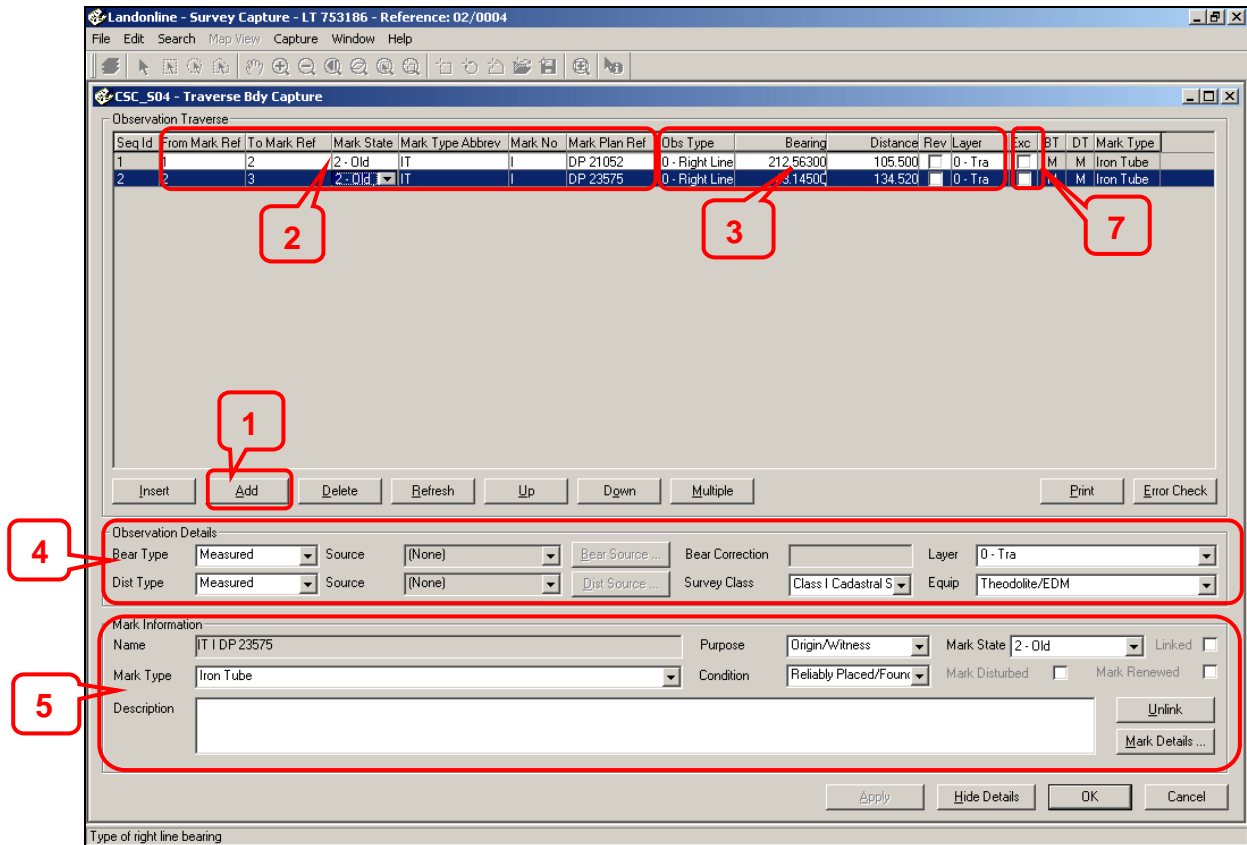 Landonline - Survey Capture - LT 753186 - Reference: 02/0004
File Edit Search Map View Capture Window Help
CSC_S04 - Traverse Bdy Capture
Observation Traverse
Seq Id From Mark Ref To Mark Ref Mark State Mark Type Abbrev Mark No Mark Plan Ref Obs Type Bearing Distance Rev Layer Exc BT DT Mark Type
1 1 2 2 - Old IT I DP 21052 0 - Right Line 212.56300 105.500 0 - Tra M M Iron Tube
2 2 3 2 - Old IT I DP 23575 0 - Right Line 134.520 0 - Tra M M Iron Tube
2 3 7
1
Insert Add Delete Refresh Up Down Multiple Print Error Check
Observation Details
4 Bear Type Measured Source (None) Bear Source ... Bear Correction Layer 0 - Tra
Dist Type Measured Source (None) Dist Source ... Survey Class Class I Cadastral S Equip Theodolite/EDM
Mark Information
Name IT I DP 23575 Purpose Origin/Witness Mark State 2 - Old Linked
5 Mark Type Iron Tube Condition Reliably Placed/Found Mark Disturbed Mark Renewed
Description Unlink
Mark Details ...
Apply Hide Details OK Cancel
Type of right line bearing